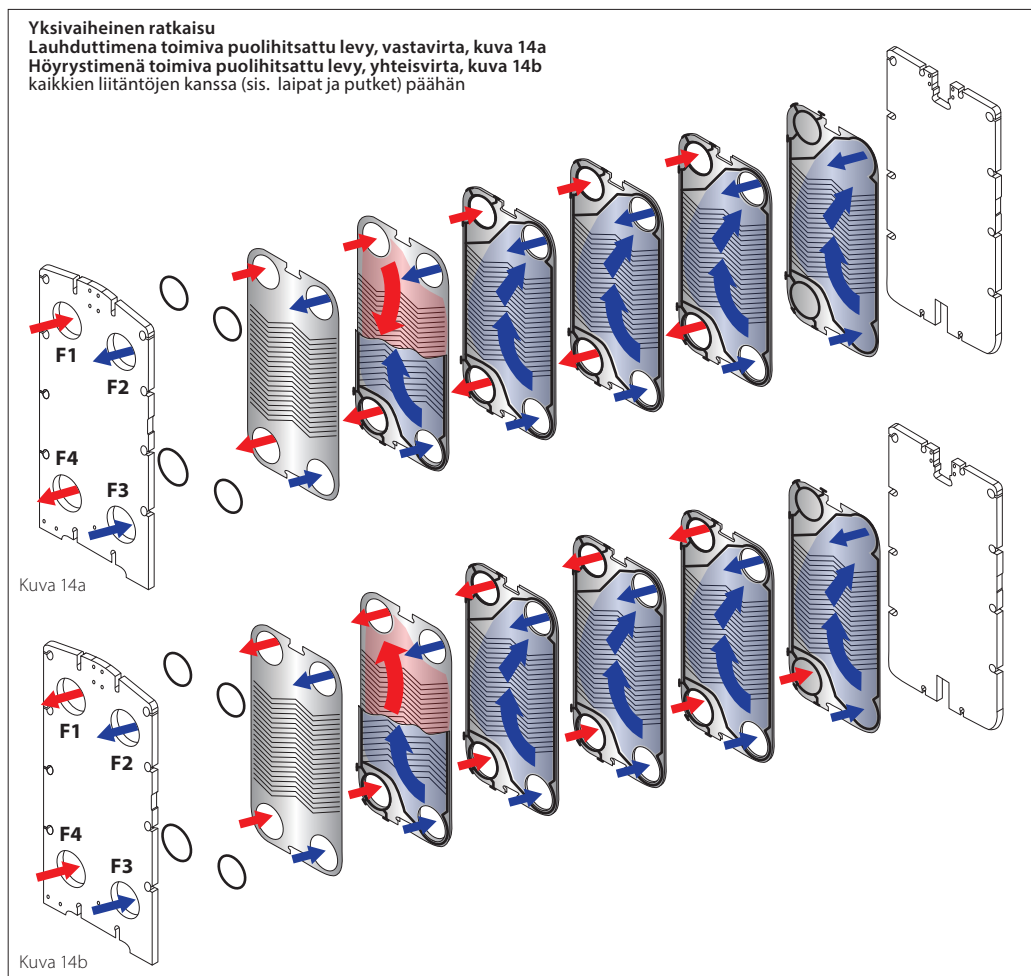 Yksivaiheinen ratkaisu
Lauhduttimena toimiva puolihitsattu levy, vastavirta, kuva 14a
Höyrystimenä toimiva puolihitsattu levy, yhteisvirta, kuva 14b
kaikkien liitäntöjen kanssa (sis. laipat ja putket) päähän
F1
F2
F4
F3
Kuva 14a
F1
F2
F4
F3
Kuva 14b